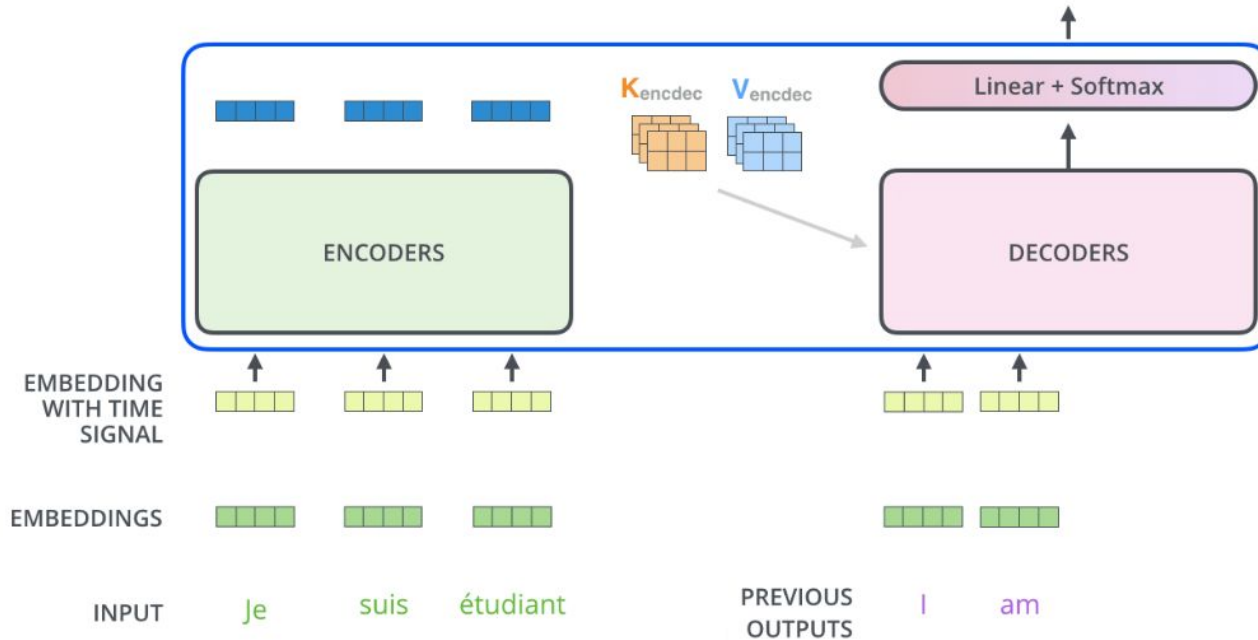 Kencdec Vencdec
Linear + Softmax
ENCODERS
DECODERS
EMBEDDING
WITH TIME
SIGNAL
EMBEDDINGS
INPUT
Je suis étudiant
PREVIOUS
OUTPUTS
I am